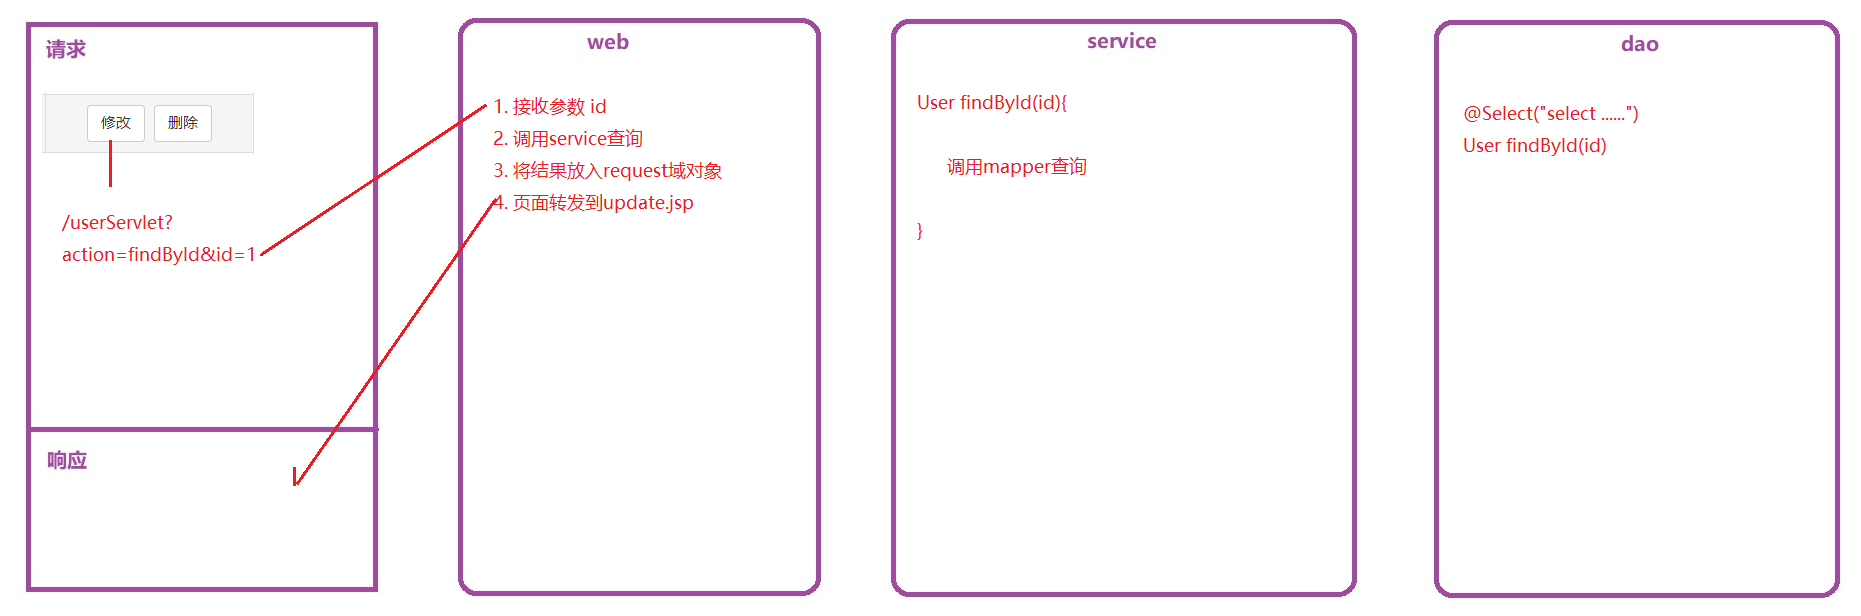 请求
修改 删除
/userServlet?
action=findById&id=1
响应
web
1. 接收参数 id
2. 调用service查询
3. 将结果放入request域对象
4. 页面转发到update.jsp
service
User findById(id){
调用mapper查询
}
dao
@Select("select ......")
User findById(id)